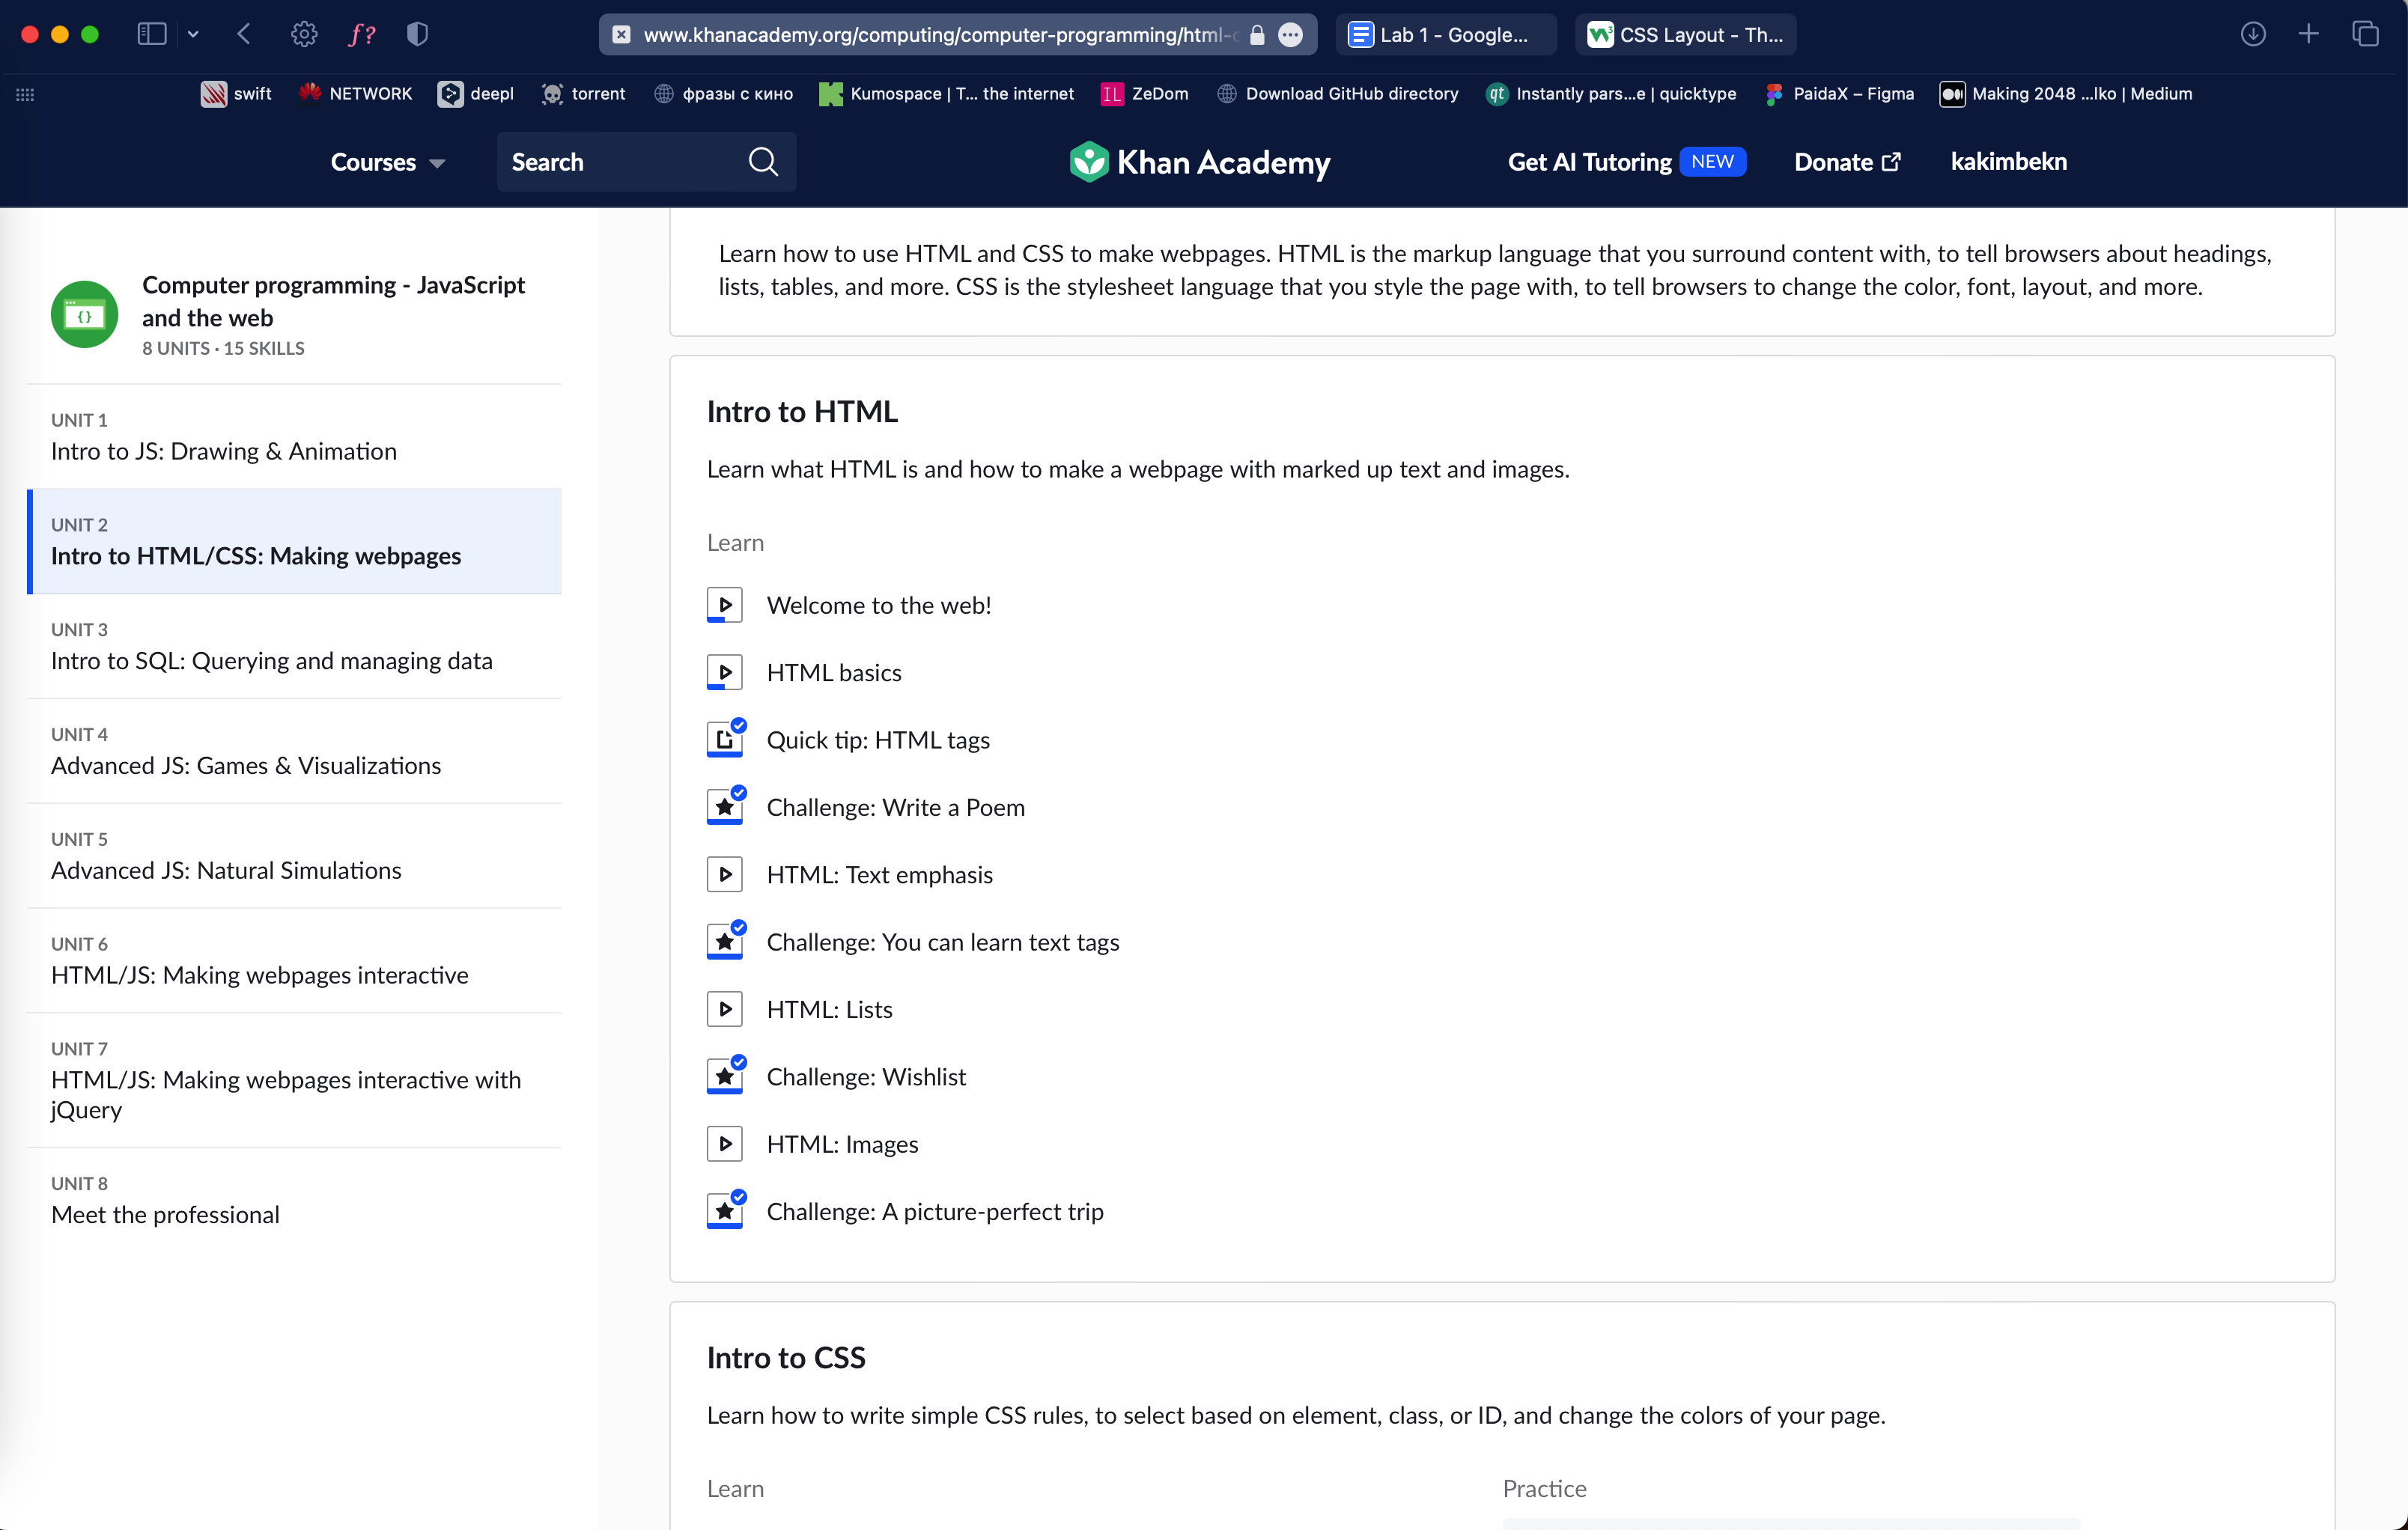 www.khanacademy.org/computing/computer-programming/html-
Lab 1 - Google...
CSS Layout - Th...
swift
NETWORK
deepl
torrent
фразы с кино
Kumospace | T... the internet
IL ZeDom
Download GitHub directory
qt Instantly pars...e | quicktype
PaidaX – Figma
Making 2048 ...lko | Medium
Courses
Search
Khan Academy
Get AI Tutoring NEW
Donate
kakimbekn
Computer programming - JavaScript
and the web
8 UNITS · 15 SKILLS
UNIT 1
Intro to JS: Drawing & Animation
UNIT 2
Intro to HTML/CSS: Making webpages
UNIT 3
Intro to SQL: Querying and managing data
UNIT 4
Advanced JS: Games & Visualizations
UNIT 5
Advanced JS: Natural Simulations
UNIT 6
HTML/JS: Making webpages interactive
UNIT 7
HTML/JS: Making webpages interactive with
jQuery
UNIT 8
Meet the professional
Learn how to use HTML and CSS to make webpages. HTML is the markup language that you surround content with, to tell browsers about headings,
lists, tables, and more. CSS is the stylesheet language that you style the page with, to tell browsers to change the color, font, layout, and more.
Intro to HTML
Learn what HTML is and how to make a webpage with marked up text and images.
Learn
Welcome to the web!
HTML basics
Quick tip: HTML tags
Challenge: Write a Poem
HTML: Text emphasis
Challenge: You can learn text tags
HTML: Lists
Challenge: Wishlist
HTML: Images
Challenge: A picture-perfect trip
Intro to CSS
Learn how to write simple CSS rules, to select based on element, class, or ID, and change the colors of your page.
Learn
Practice